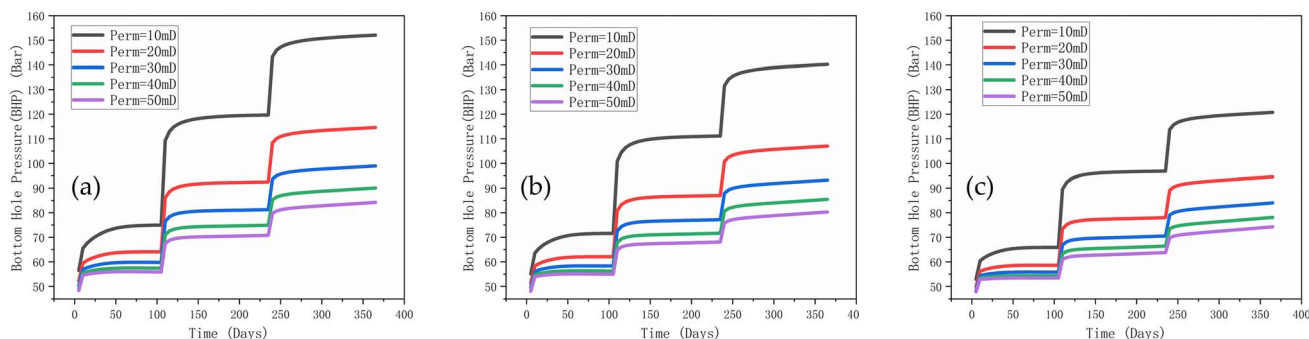 160
150
140
130
120
110
100
90
80
70
60
50
Bottom Hole Pressure(BHP) (Bar)
Perm=10mD
Perm=20mD
Perm=30mD
Perm=40mD
Perm=50mD
(a)
0 50 100 150 200 250 300 350 400
Time (Days)
160
150
140
130
120
110
100
90
80
70
60
50
Bottom Hole Pressure(BHP) (Bar)
Perm=10mD
Perm=20mD
Perm=30mD
Perm=40mD
Perm=50mD
(b)
0 50 100 150 200 250 300 350 40
Time (Days)
160
150
140
130
120
110
100
90
80
70
60
50
Bottom Hole Pressure(BHP) (Bar)
Perm=10mD
Perm=20mD
Perm=30mD
Perm=40mD
Perm=50mD
(c)
0 50 100 150 200 250 300 350 400
Time (Days)